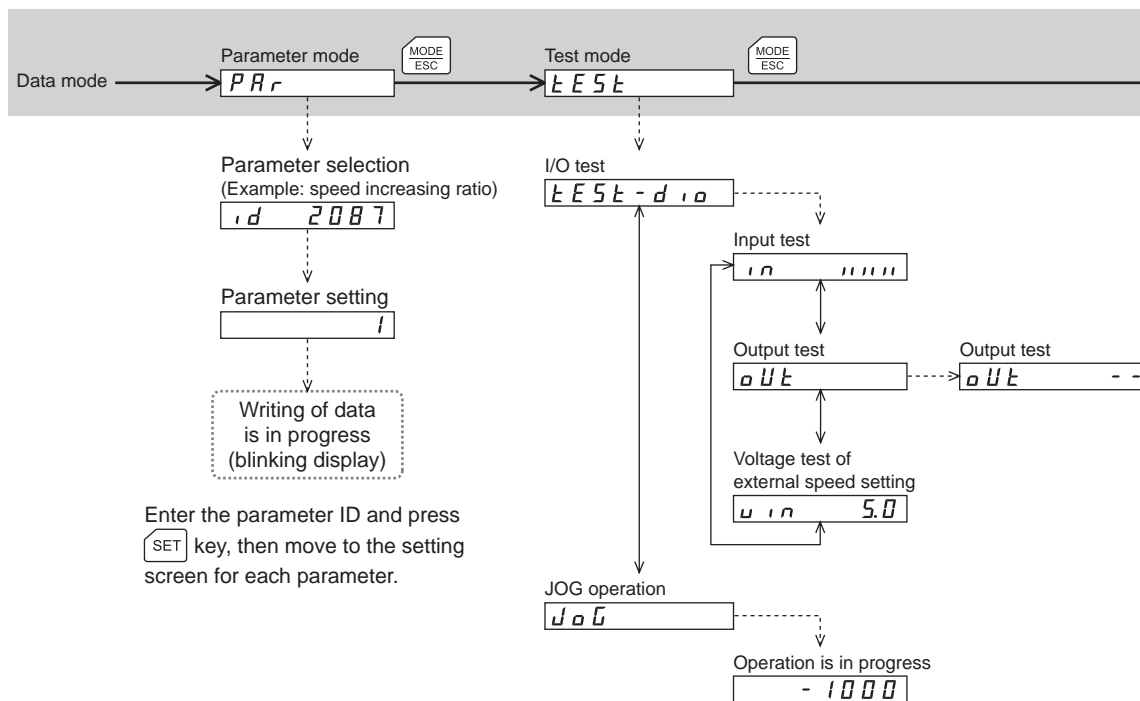 Parameter mode
MODE
ESC
Test mode
MODE
ESC
Data mode
PAr
tESt
Parameter selection
(Example: speed increasing ratio)
id 2087
I/O test
tESt-dio
Input test
in
Parameter setting
1
Output test
oUt
Output test
oUt - -
Writing of data
is in progress
(blinking display)
Voltage test of
external speed setting
vin 5.0
Enter the parameter ID and press
SET key, then move to the setting
screen for each parameter.
JOG operation
JoG
Operation is in progress
-1000